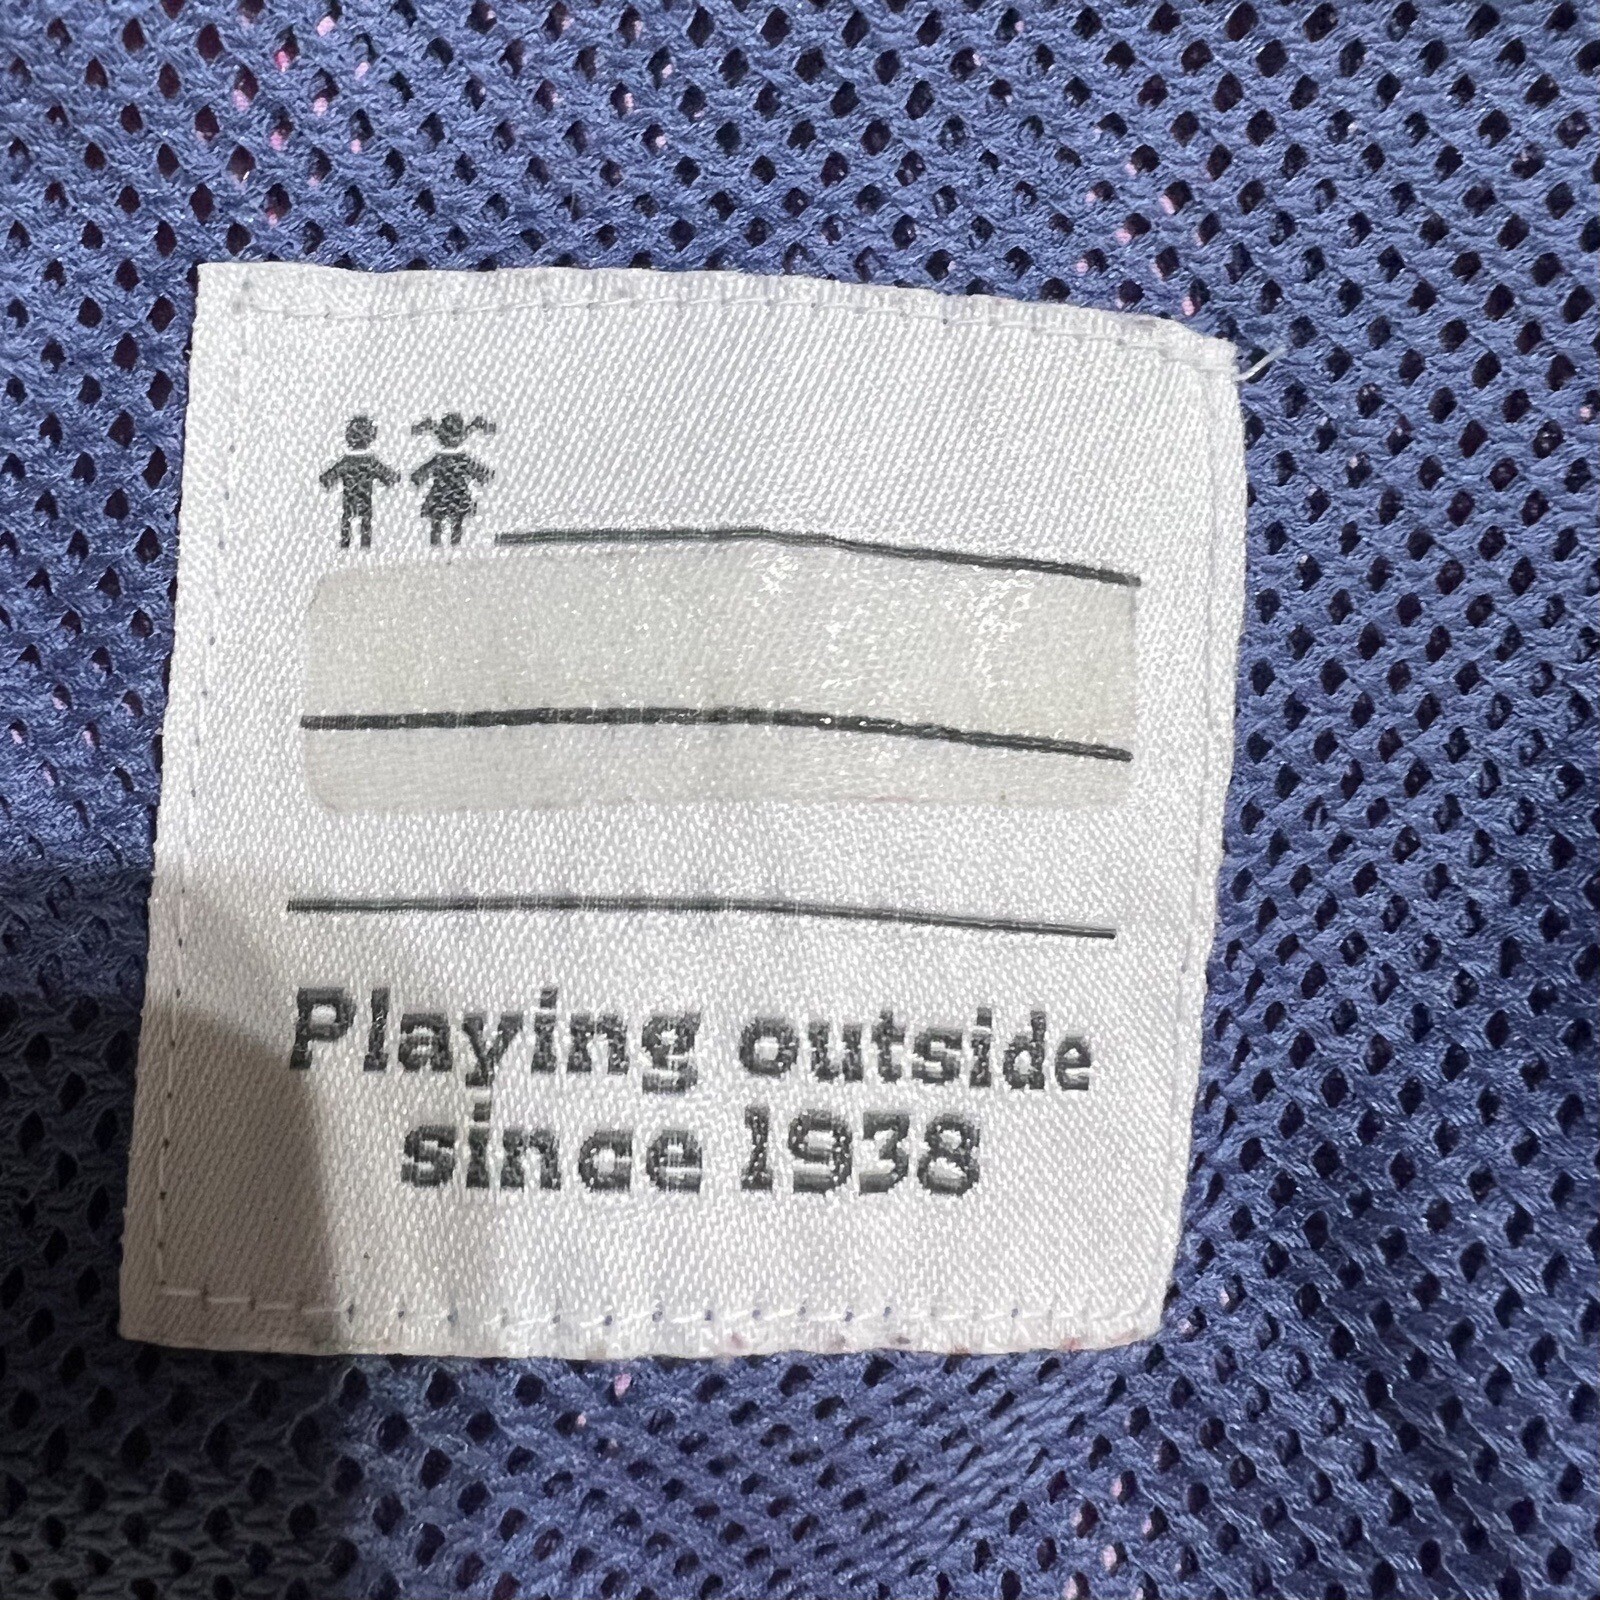 Playing outside
since 1938